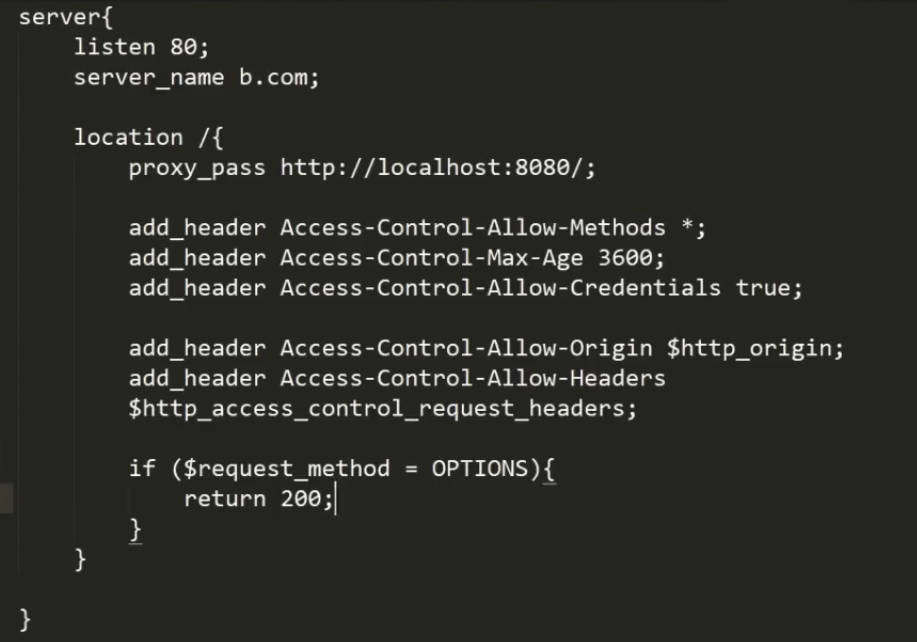 server{
    listen 80;
    server_name b.com;

    location /{
        proxy_pass http://localhost:8080/;

        add_header Access-Control-Allow-Methods *;
        add_header Access-Control-Max-Age 3600;
        add_header Access-Control-Allow-Credentials true;

        add_header Access-Control-Allow-Origin $http_origin;
        add_header Access-Control-Allow-Headers
        $http_access_control_request_headers;

        if ($request_method = OPTIONS){
            return 200;
        }
    }

}